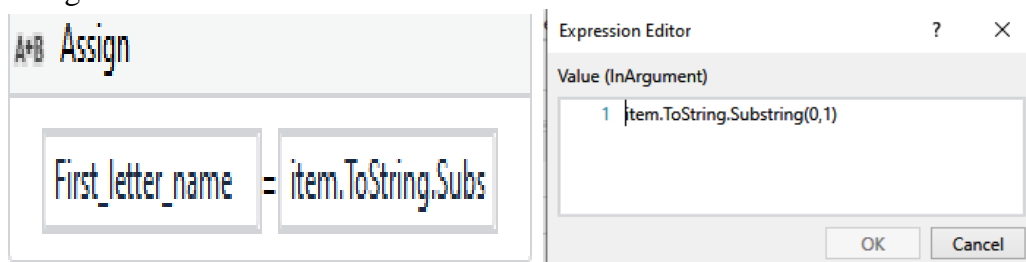 A+B Assign
First_letter_name = item.ToString.Subs
Expression Editor ? ×
Value (InArgument)
1 item.ToString.Substring(0,1)
OK Cancel